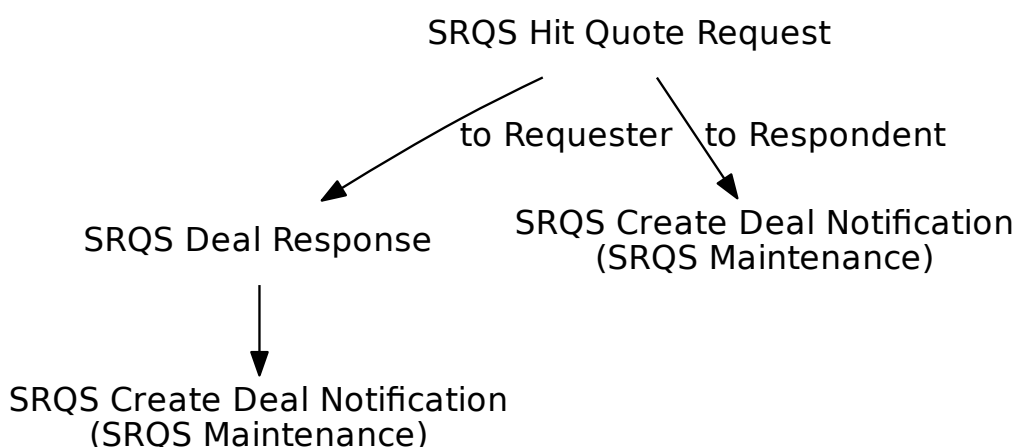 SRQS Hit Quote Request
to Requester
to Respondent
SRQS Deal Response
SRQS Create Deal Notification
(SRQS Maintenance)
SRQS Create Deal Notification
(SRQS Maintenance)